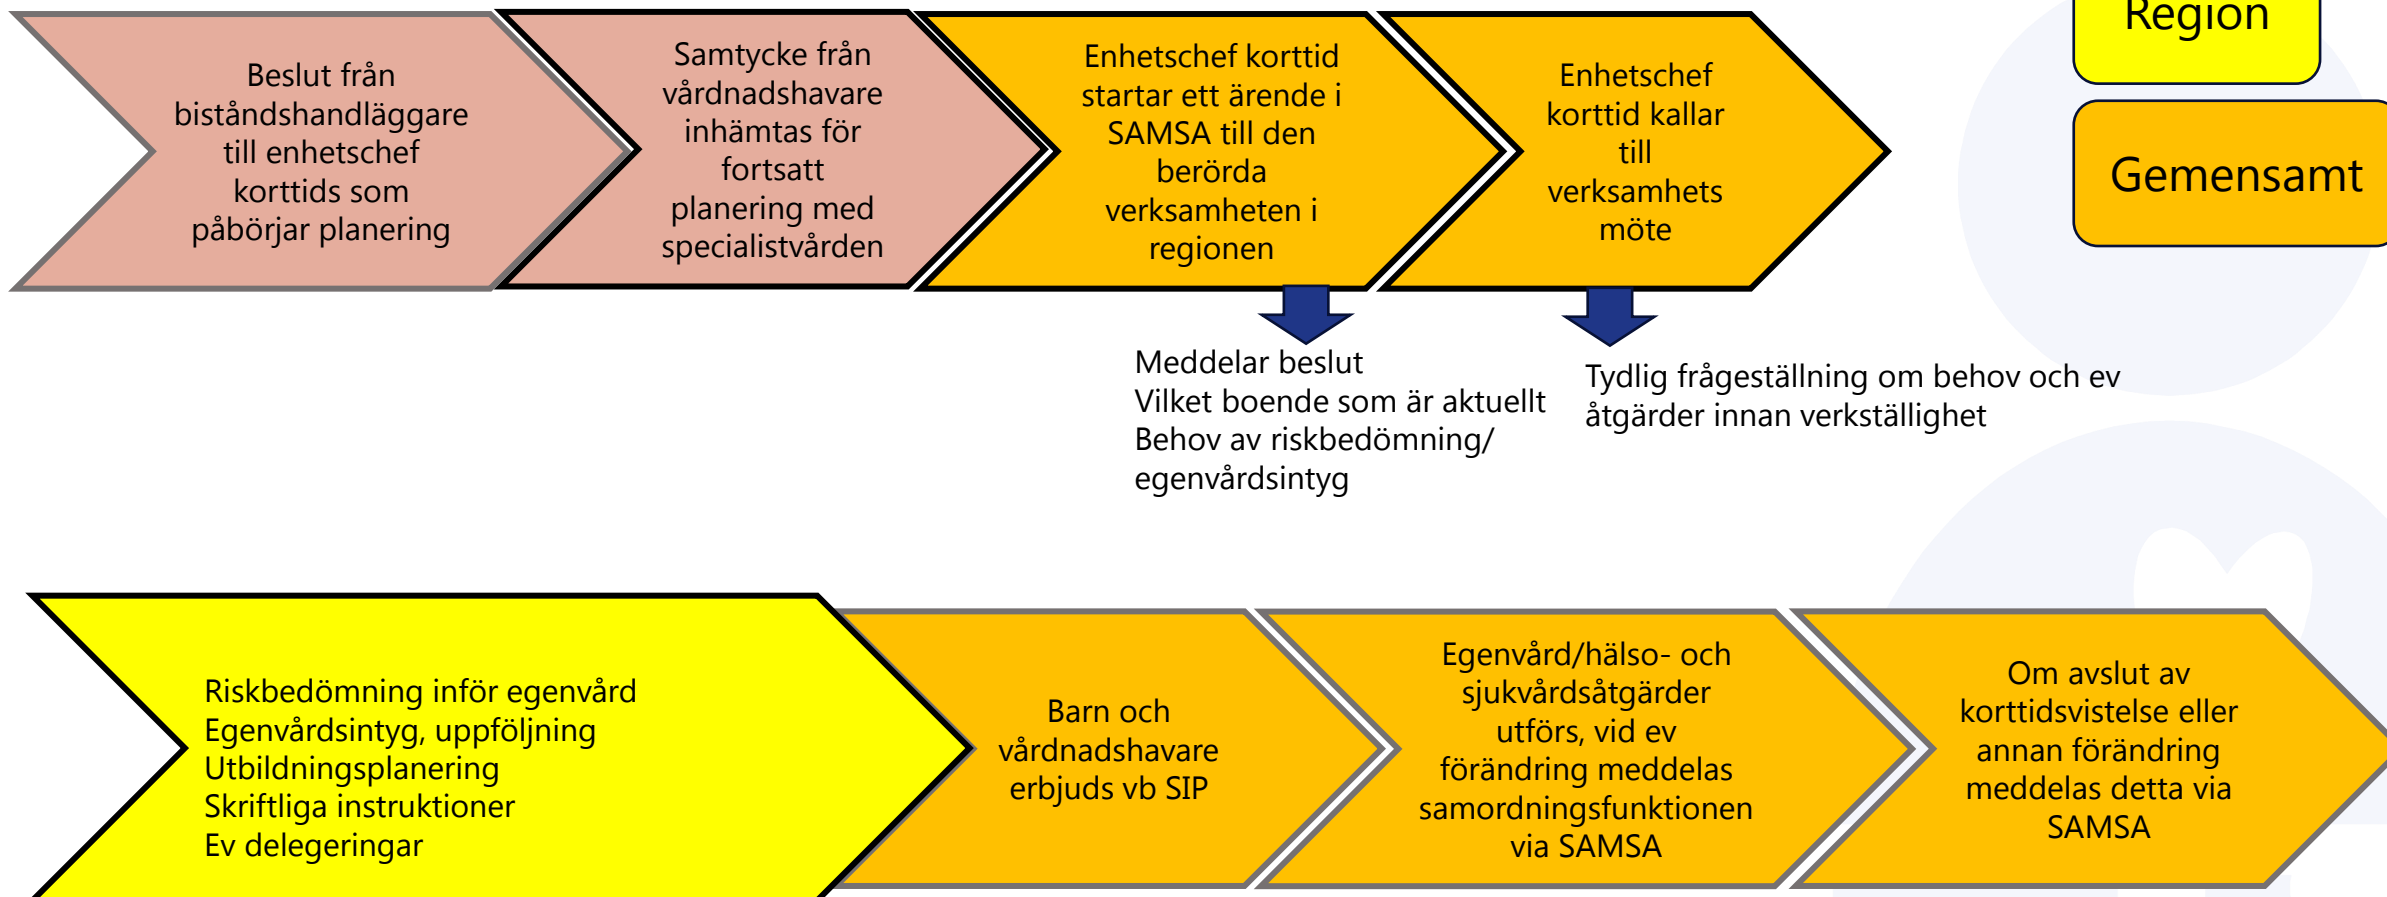 Region
Gemensamt
Beslut från
biståndshandläggare
till enhetschef
korttids som
påbörjar planering
Samtycke från
vårdnadshavare
inhämtas för
fortsatt
planering med
specialistvården
Enhetschef korttid
startar ett ärende i
SAMSA till den
berörda
verksamheten i
regionen
Enhetschef
korttid kallar
till
verksamhets
möte
Meddelar beslut
Vilket boende som är aktuellt
Behov av riskbedömning/
egenvårdsintyg
Tydlig frågeställning om behov och ev
åtgärder innan verkställighet
Riskbedömning inför egenvård
Egenvårdsintyg, uppföljning
Utbildningsplanering
Skriftliga instruktioner
Ev delegeringar
Barn och
vårdnadshavare
erbjuds vb SIP
Egenvård/hälso- och
sjukvårdsåtgärder
utförs, vid ev
förändring meddelas
samordningsfunktionen
via SAMSA
Om avslut av
korttidsvistelse eller
annan förändring
meddelas detta via
SAMSA